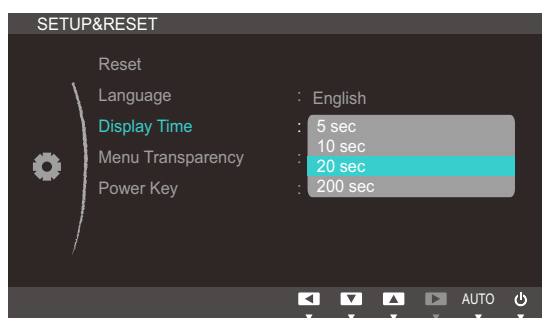 SETUP&RESET
Reset
Language : English
Display Time : 5 sec
10 sec
Menu Transparency : 20 sec
Power Key : 200 sec
AUTO